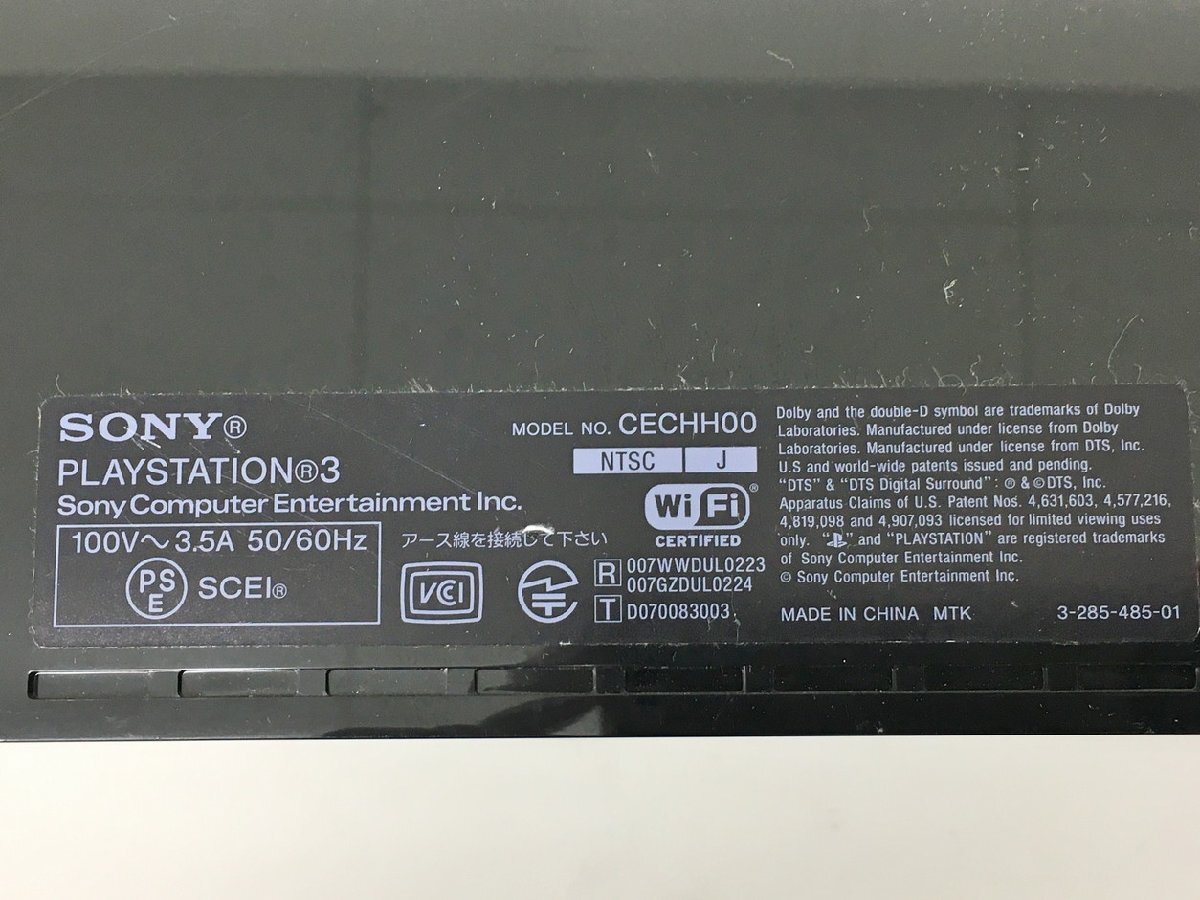 SONY®
PLAYSTATION®3
Sony Computer Entertainment Inc.
100V～3.5A 50/60Hz
PSE SCEI®
MODEL NO. CECHH00
NTSC J
Wi Fi®
CERTIFIED
アース線を接続して下さい
VCI
R 007WWDUL0223
007GZDUL0224
T D070083003
Dolby and the double-D symbol are trademarks of Dolby
Laboratories. Manufactured under license from Dolby
Laboratories. Manufactured under license from DTS, Inc.
U.S and world-wide patents issued and pending.
“DTS” & “DTS Digital Surround”: ℗ & © DTS, Inc.
Apparatus Claims of U.S. Patent Nos. 4,631,603, 4,577,216,
4,819,098 and 4,907,093 licensed for limited viewing uses
only. “PS” and “PLAYSTATION” are registered trademarks
of Sony Computer Entertainment Inc.
© Sony Computer Entertainment Inc.
MADE IN CHINA MTK 3-285-485-01